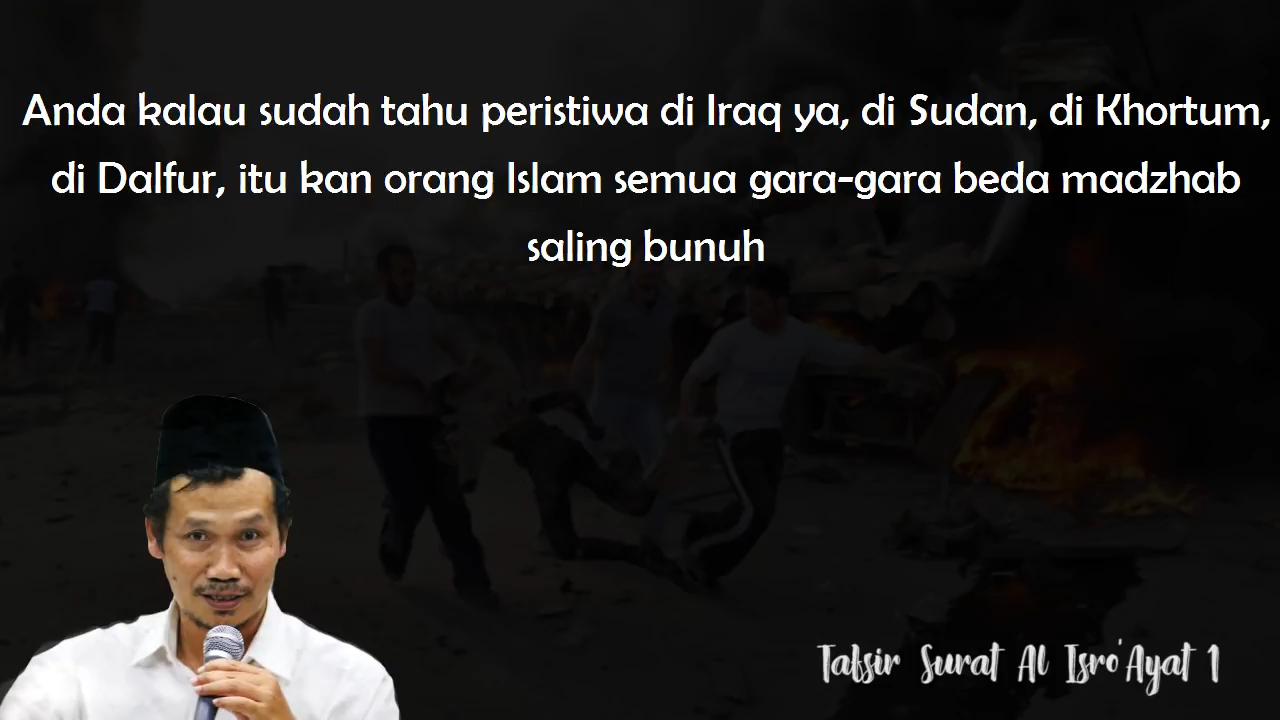 Anda kalau sudah tahu peristiwa di Iraq ya, di Sudan, di Khortum,
di Dalfur, itu kan orang Islam semua gara-gara beda madzhab
saling bunuh
Tafsir Surat Al Isro' Ayat 1